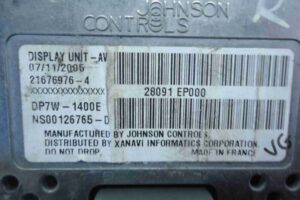 JOHNSON
CONTROLS
DISPLAY UNIT-AV
07/11/2006
21676976-4
28091 EP000
DP7W-1400E
NS00126765-D
MANUFACTURED BY JOHNSON CONTROLS.
DISTRIBUTED BY XANAVI INFORMATICS CORPORATION.
DO NOT DROP. MADE IN FRANCE
VG